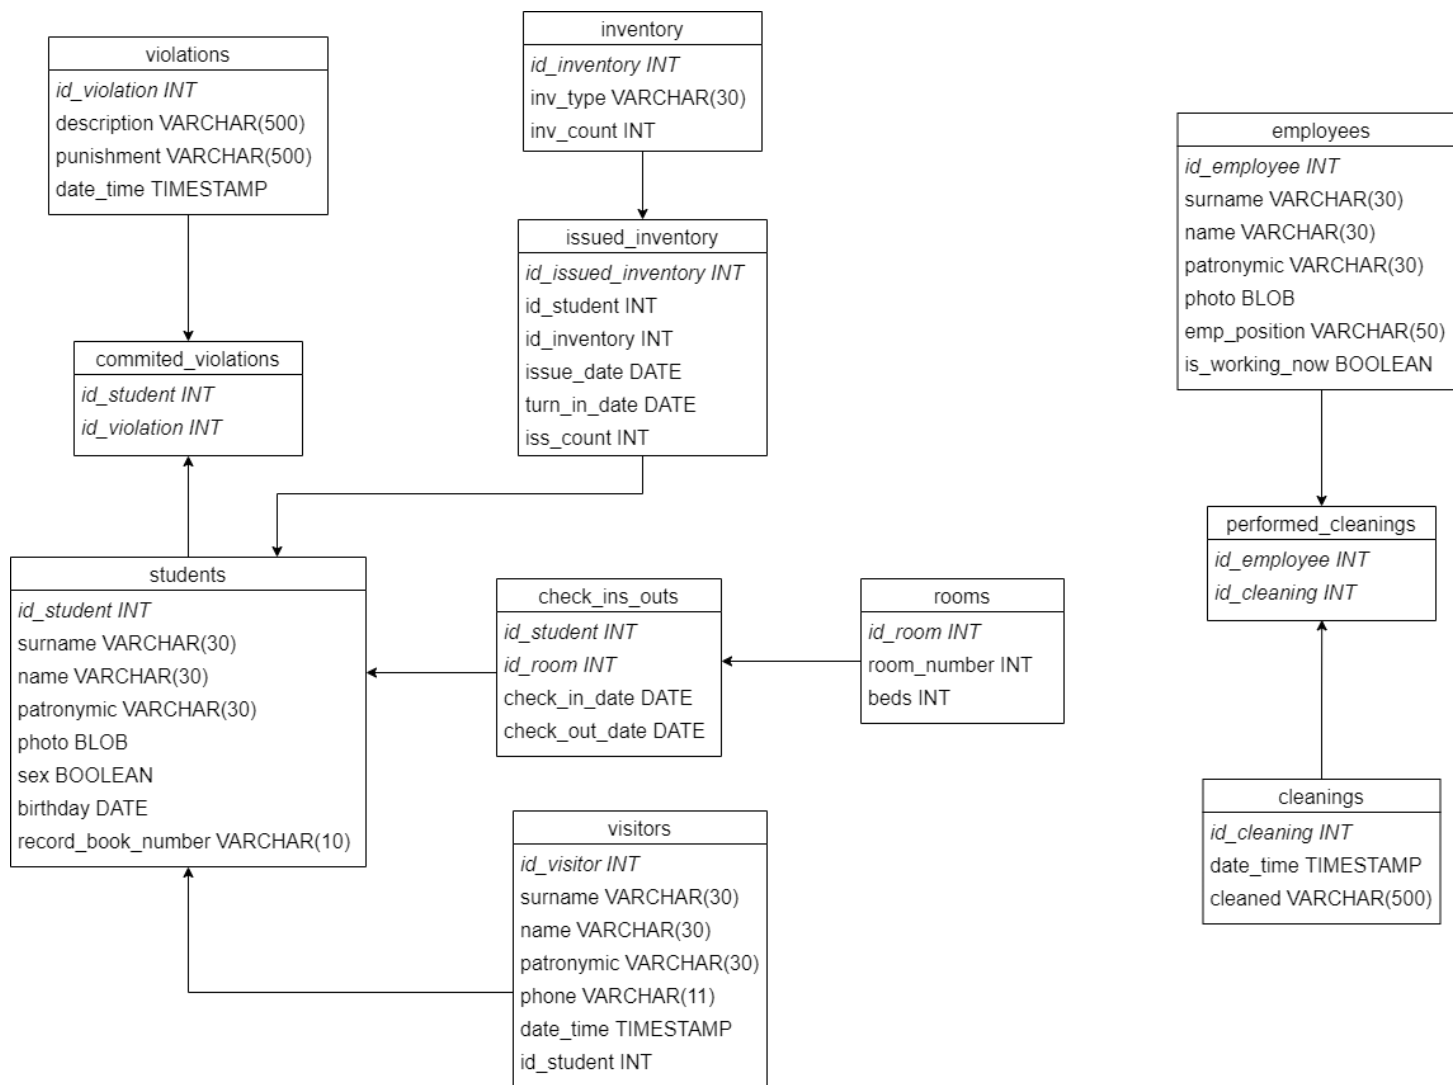 violations
id_violation INT
description VARCHAR(500)
punishment VARCHAR(500)
date_time TIMESTAMP
inventory
id_inventory INT
inv_type VARCHAR(30)
inv_count INT
employees
id_employee INT
surname VARCHAR(30)
name VARCHAR(30)
patronymic VARCHAR(30)
photo BLOB
emp_position VARCHAR(50)
is_working_now BOOLEAN
issued_inventory
id_issued_inventory INT
id_student INT
id_inventory INT
issue_date DATE
turn_in_date DATE
iss_count INT
commited_violations
id_student INT
id_violation INT
performed_cleanings
id_employee INT
id_cleaning INT
students
id_student INT
surname VARCHAR(30)
name VARCHAR(30)
patronymic VARCHAR(30)
photo BLOB
sex BOOLEAN
birthday DATE
record_book_number VARCHAR(10)
check_ins_outs
id_student INT
id_room INT
check_in_date DATE
check_out_date DATE
rooms
id_room INT
room_number INT
beds INT
visitors
id_visitor INT
surname VARCHAR(30)
name VARCHAR(30)
patronymic VARCHAR(30)
phone VARCHAR(11)
date_time TIMESTAMP
id_student INT
cleanings
id_cleaning INT
date_time TIMESTAMP
cleaned VARCHAR(500)